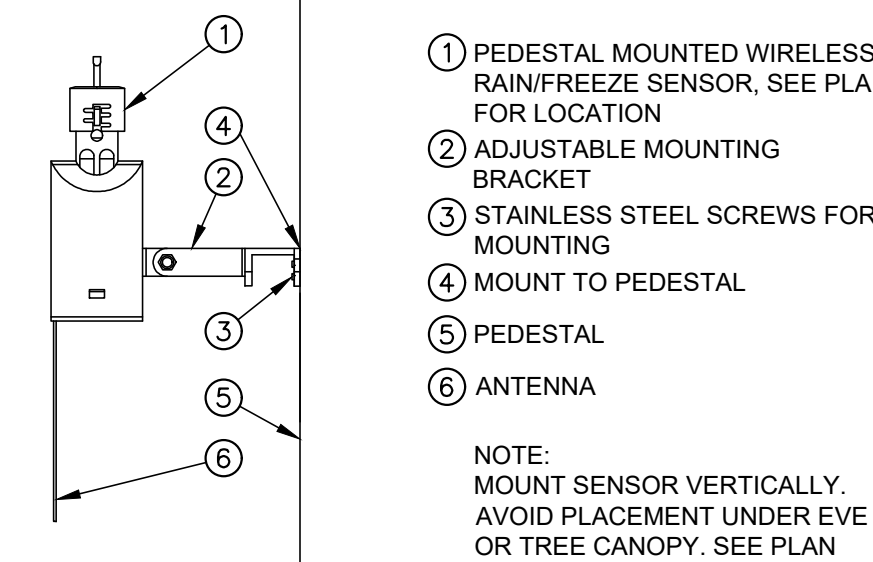 1
4
2
3
5
6
1 PEDESTAL MOUNTED WIRELESS
RAIN/FREEZE SENSOR, SEE PLA
FOR LOCATION
2 ADJUSTABLE MOUNTING
BRACKET
3 STAINLESS STEEL SCREWS FOR
MOUNTING
4 MOUNT TO PEDESTAL
5 PEDESTAL
6 ANTENNA
NOTE:
MOUNT SENSOR VERTICALLY.
AVOID PLACEMENT UNDER EVE
OR TREE CANOPY. SEE PLAN